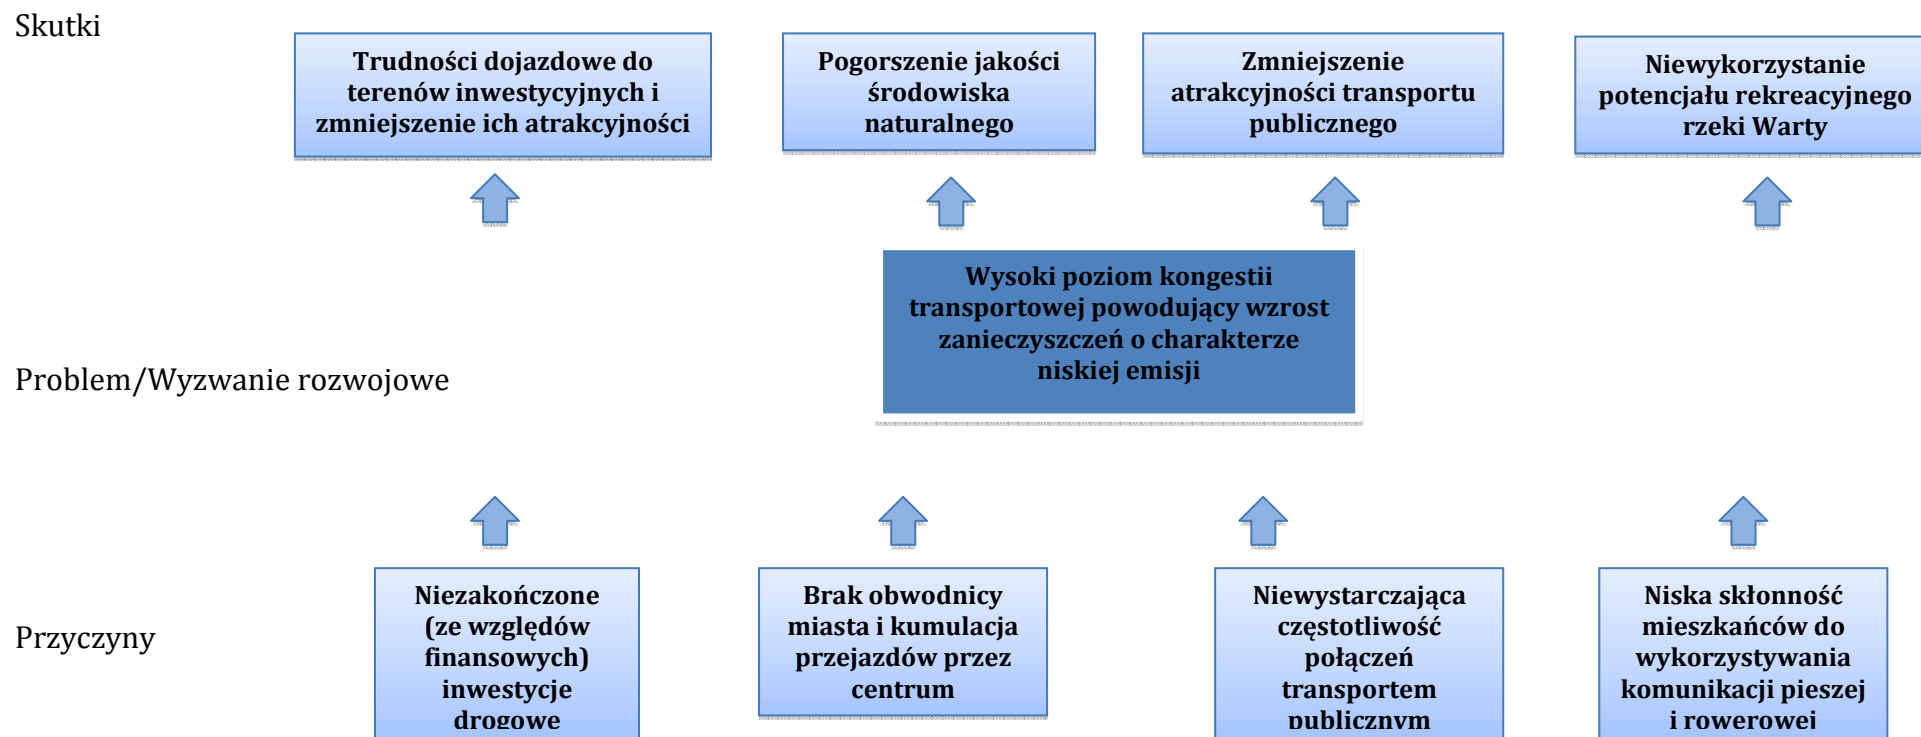 Skutki
Trudności dojazdowe do
terenów inwestycyjnych i
zmniejszenie ich atrakcyjności
Pogorszenie jakości
środowiska
naturalnego
Zmniejszenie
atrakcyjności transportu
publicznego
Niewykorzystanie
potencjału rekreacyjnego
rzeki Warty
Wysoki poziom kongestii
transportowej powodujący wzrost
zanieczyszczeń o charakterze
niskiej emisji
Problem/Wyzwanie rozwojowe
Przyczyny
Niezakończone
(ze względów
finansowych)
inwestycje
drogowe
Brak obwodnicy
miasta i kumulacja
przejazdów przez
centrum
Niewystarczająca
częstotliwość
połączeń
transportem
publicznym
Niska skłonność
mieszkańców do
wykorzystywania
komunikacji pieszej
i rowerowej